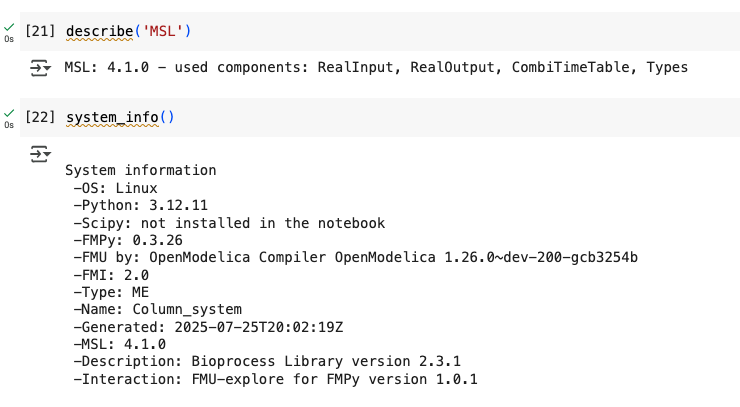 [21] describe('MSL')
0s
MSL: 4.1.0 – used components: RealInput, RealOutput, CombiTimeTable, Types
[22] system_info()
0s
System information
-OS: Linux
-Python: 3.12.11
-Scipy: not installed in the notebook
-FMPy: 0.3.26
-FMU by: OpenModelica Compiler OpenModelica 1.26.0~dev-200-gcb3254b
-FMI: 2.0
-Type: ME
-Name: Column_system
-Generated: 2025-07-25T20:02:19Z
-MSL: 4.1.0
-Description: Bioprocess Library version 2.3.1
-Interaction: FMU-explore for FMPy version 1.0.1